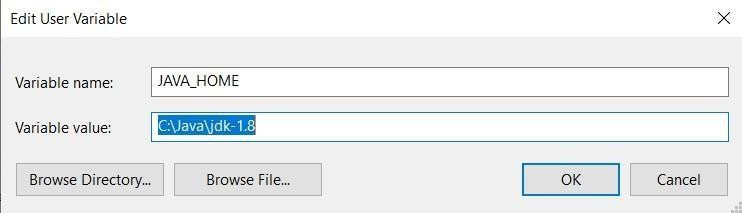 Edit User Variable
Variable name: JAVA_HOME
Variable value: C:\Java\jdk-1.8
Browse Directory... Browse File... OK Cancel